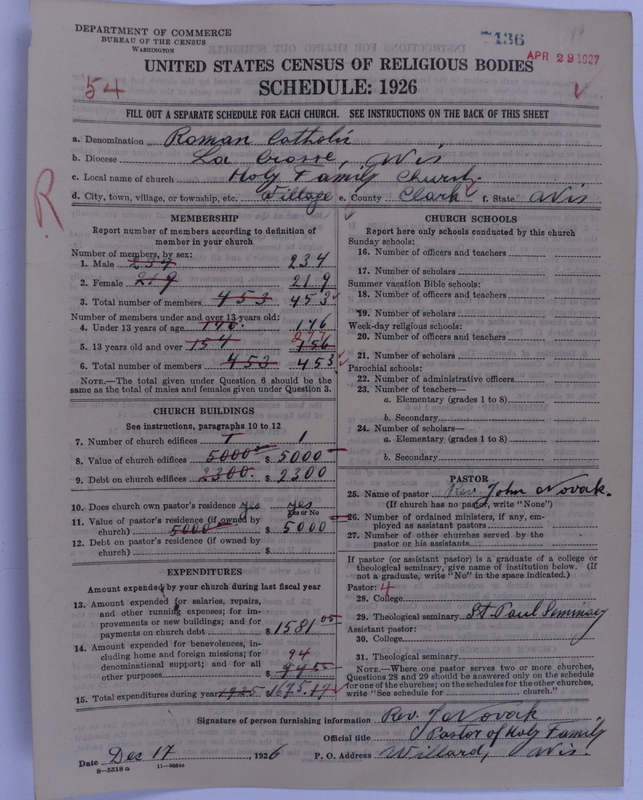 DEPARTMENT OF COMMERCE
BUREAU OF THE CENSUS
WASHINGTON
7136
APR 29 1927
54
UNITED STATES CENSUS OF RELIGIOUS BODIES
SCHEDULE: 1926
FILL OUT A SEPARATE SCHEDULE FOR EACH CHURCH. SEE INSTRUCTIONS ON THE BACK OF THIS SHEET
a. Denomination Roman Catholic
b. Diocese La Crosse, Wis
c. Local name of church Holy Family Church
d. City, town, village, or township, etc. Village e. County Clark f. State Wis
R
MEMBERSHIP
Report number of members according to definition of
member in your church
Number of members, by sex:
1. Male 234 234
2. Female 219 219
3. Total number of members 453 453
Number of members under and over 13 years old:
4. Under 13 years of age 176 176
5. 13 years old and over 154 277 156
6. Total number of members 453 453
NOTE.—The total given under Question 6 should be
same as the total of males and females given under Question 3.
CHURCH BUILDINGS
See instructions, paragraphs 10 to 12
7. Number of church edifices 1 1
8. Value of church edifices 5000 $ 5000
9. Debt on church edifices 2300 $ 2300
10. Does church own pastor's residence yes yes
Yes or No
11. Value of pastor's residence (if owned by
church) 5000 $ 5000
12. Debt on pastor's residence (if owned by
church) $
EXPENDITURES
Amount expended by your church during last fiscal year
13. Amount expended for salaries, repairs,
and other running expenses; for im-
provements or new buildings; and for
payments on church debt $ 1581 05
14. Amount expended for benevolences, in-
cluding home and foreign missions; for
denominational support; and for all
other purposes 94 $
15. Total expenditures during year 1925 $ 1675.17
CHURCH SCHOOLS
Report here only schools conducted by this church
Sunday schools:
16. Number of officers and teachers
17. Number of scholars
Summer vacation Bible schools:
18. Number of officers and teachers
19. Number of scholars
Week-day religious schools:
20. Number of officers and teachers
21. Number of scholars
Parochial schools:
22. Number of administrative officers
23. Number of teachers—
a. Elementary (grades 1 to 8)
b. Secondary
24. Number of scholars—
a. Elementary (grades 1 to 8)
b. Secondary
PASTOR
25. Name of pastor Rev. John Novak.
(If church has no pastor, write "None")
26. Number of ordained ministers, if any, em-
ployed as assistant pastors
27. Number of other churches served by the
pastor or his assistants
If pastor (or assistant pastor) is a graduate of a college or
theological seminary, give name of institution below. (If
not a graduate, write "No" in the space indicated.)
Pastor: 4
28. College
29. Theological seminary St. Paul Seminary
Assistant pastor:
30. College
31. Theological seminary
NOTE.—Where one pastor serves two or more churches,
Questions 28 and 29 should be answered only on the schedule
for one of the churches; on the schedules for the other churches,
write "See schedule for church."
Signature of person furnishing information Rev. J. Novak
Official title Pastor of Holy Family
Date Dec 17, 1926 P. O. Address Willard, Wis.
8—5518 a